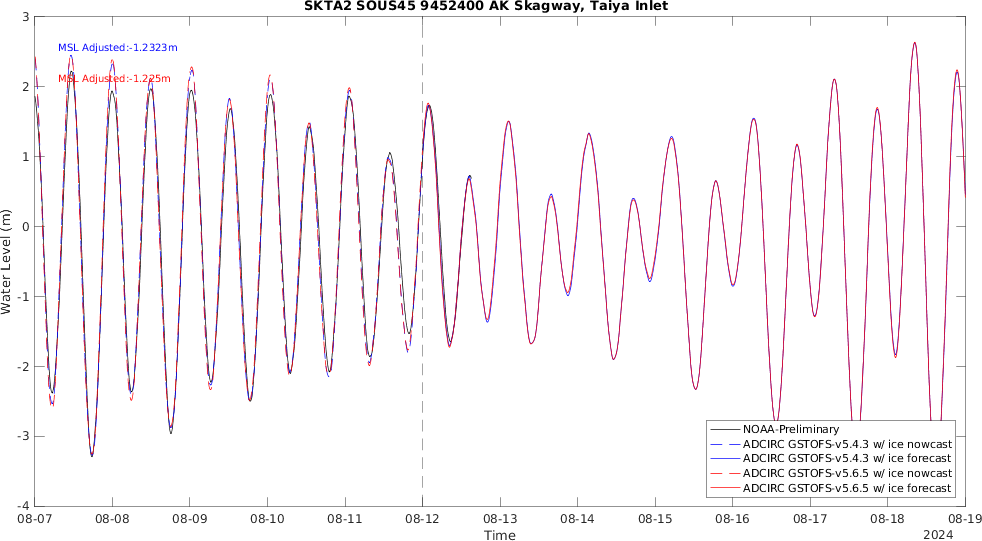 SKTA2 SOUS45 9452400 AK Skagway, Taiya Inlet
MSL Adjusted:-1.2323m
MSL Adjusted:-1.225m
Water Level (m)
3
2
1
0
-1
-2
-3
-4
NOAA-Preliminary
ADCIRC GSTOFS-v5.4.3 w/ ice nowcast
ADCIRC GSTOFS-v5.4.3 w/ ice forecast
ADCIRC GSTOFS-v5.6.5 w/ ice nowcast
ADCIRC GSTOFS-v5.6.5 w/ ice forecast
08-07 08-08 08-09 08-10 08-11 08-12 08-13 08-14 08-15 08-16 08-17 08-18 08-19
Time
2024